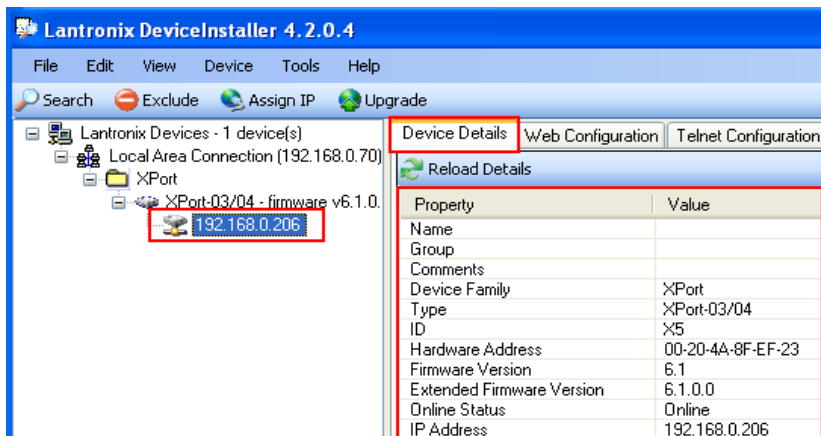 Lantronix DeviceInstaller 4.2.0.4
File Edit View Device Tools Help
Search Exclude Assign IP Upgrade
Lantronix Devices - 1 device(s)
Local Area Connection (192.168.0.70)
XPort
XPort-03/04 - firmware v6.1.0.
192.168.0.206
Device Details Web Configuration Telnet Configuration
Reload Details
Property Value
Name
Group
Comments
Device Family XPort
Type XPort-03/04
ID X5
Hardware Address 00-20-4A-8F-EF-23
Firmware Version 6.1
Extended Firmware Version 6.1.0.0
Online Status Online
IP Address 192.168.0.206